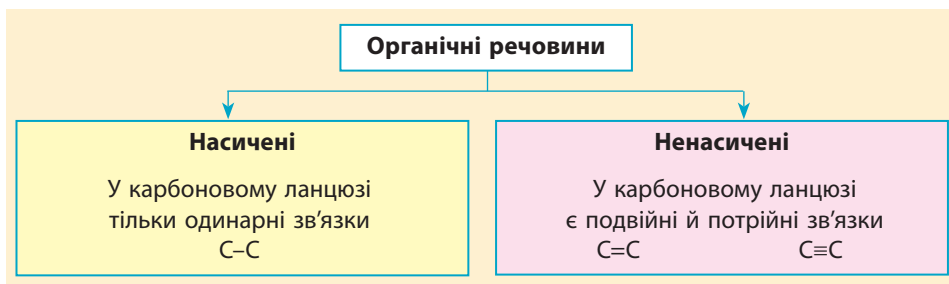 Органічні речовини
Насичені
У карбоновому ланцюзі
тільки одинарні зв'язки
C–C
Ненасичені
У карбоновому ланцюзі
є подвійні й потрійні зв'язки
C=C C≡C